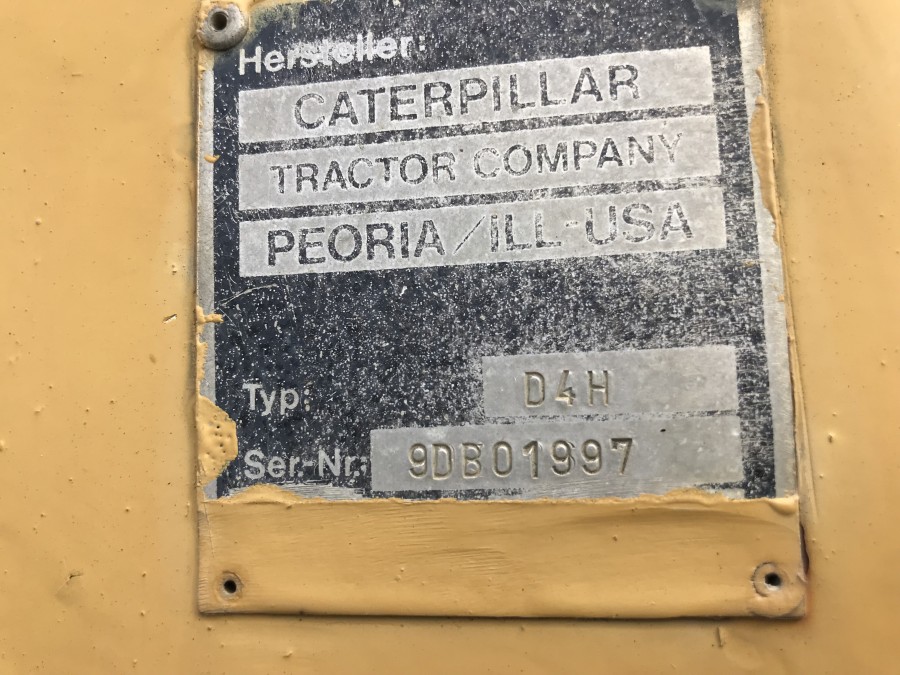 Hersteller:
CATERPILLAR
TRACTOR COMPANY
PEORIA/ILL-USA
Typ: D4H
Ser-Nr.: 9DB01997